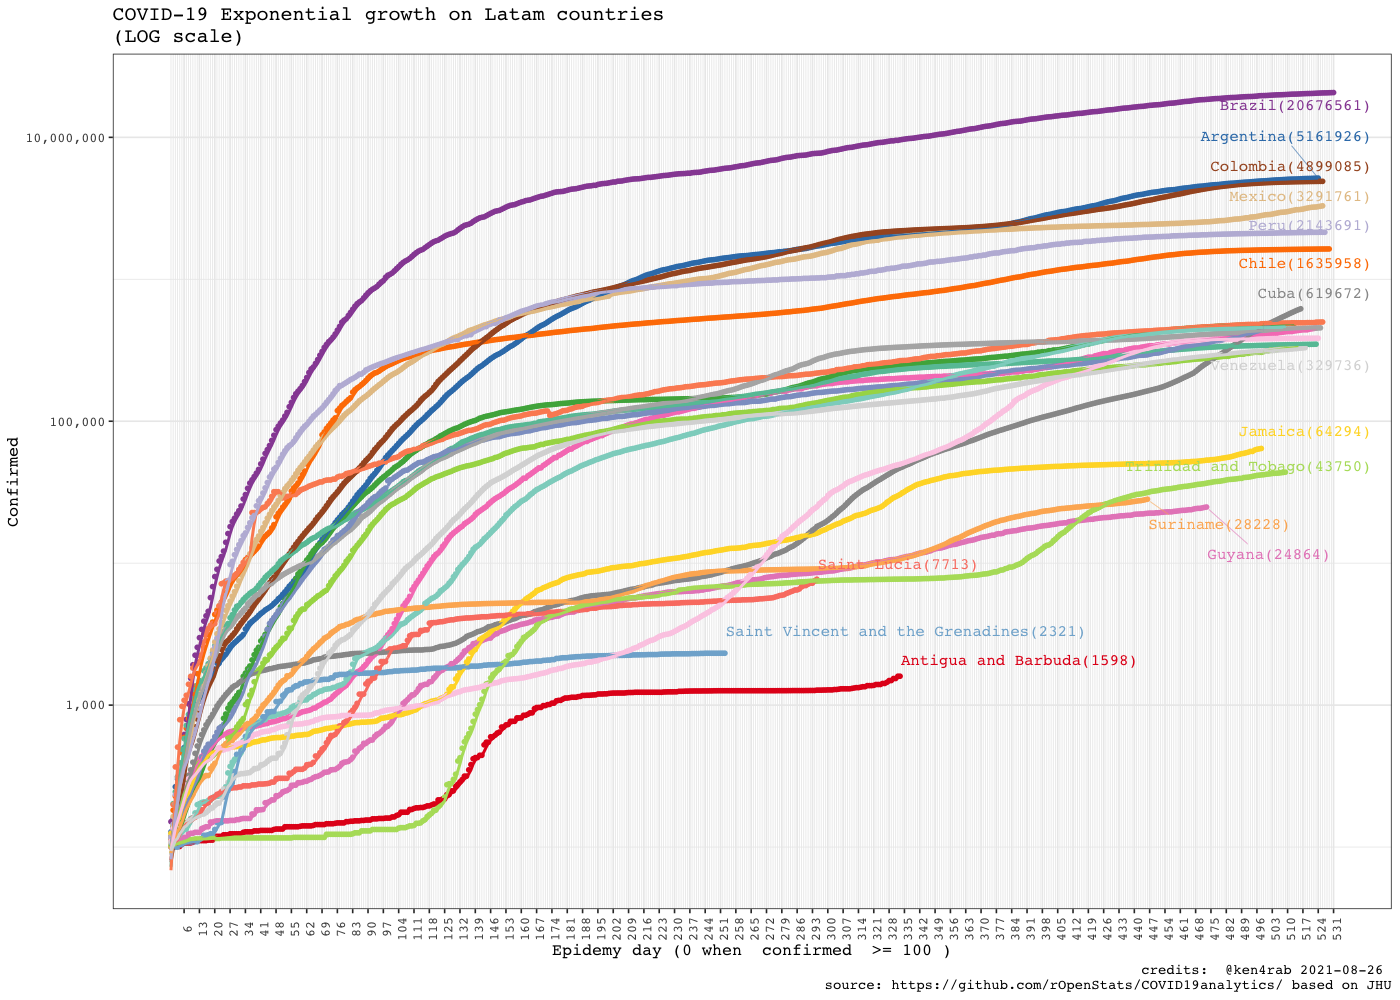 COVID-19 Exponential growth on Latam countries
(LOG scale)
Confirmed
10,000,000
100,000
1,000
Brazil(20676561)
Argentina(5161926)
Colombia(4899085)
Mexico(3291761)
Peru(2143691)
Chile(1635958)
Cuba(619672)
Venezuela(329736)
Jamaica(64294)
Trinidad and Tobago(43750)
Suriname(28228)
Guyana(24864)
Saint Lucia(7713)
Saint Vincent and the Grenadines(2321)
Antigua and Barbuda(1598)
6 13 20 27 34 41 48 55 62 69 76 83 90 97 104 111 118 125 132 139 146 153 160 167 174 181 188 195 202 209 216 223 230 237 244 251 258 265 272 279 286 293 300 307 314 321 328 335 342 349 356 363 370 377 384 391 398 405 412 419 426 433 440 447 454 461 468 475 482 489 496 503 510 517 524 531
Epidemy day (0 when  confirmed  >= 100 )
credits:  @ken4rab 2021-08-26
source: https://github.com/rOpenStats/COVID19analytics/ based on JHU